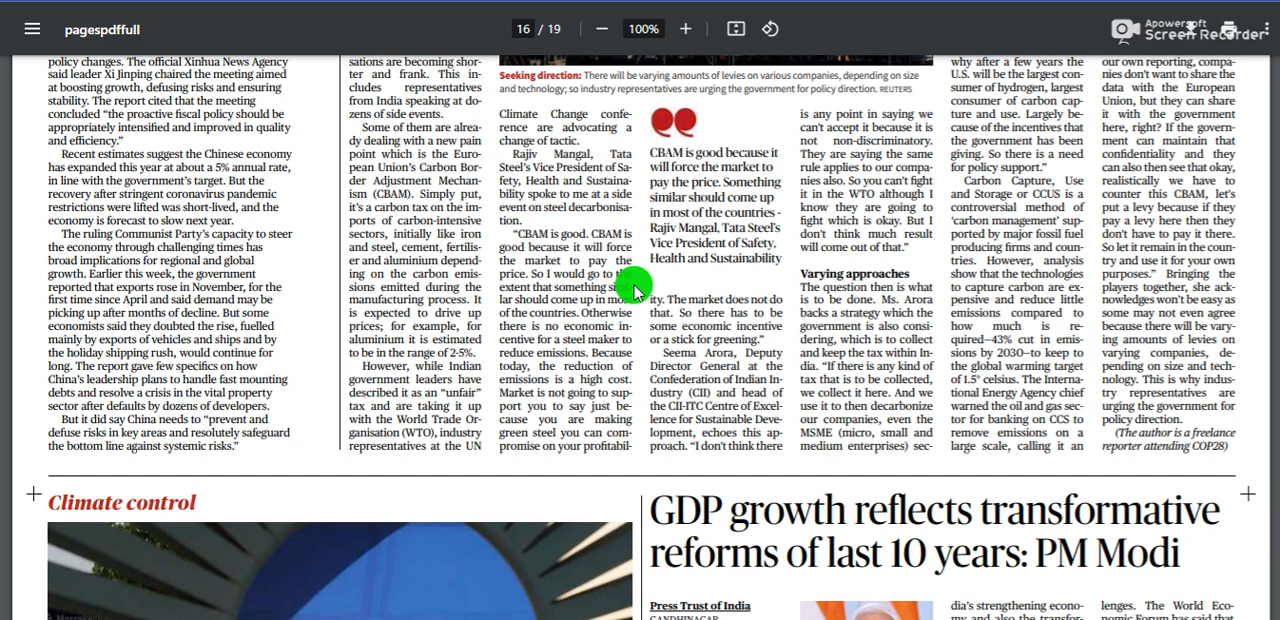 pagespdffull
16 / 19
100%
Apowersoft
Screen Recorder
policy changes. The official Xinhua News Agency
said leader Xi Jinping chaired the meeting aimed
at boosting growth, defusing risks and ensuring
stability. The report cited that the meeting
concluded “the proactive fiscal policy should be
appropriately intensified and improved in quality
and efficiency.”
Recent estimates suggest the Chinese economy
has expanded this year at about a 5% annual rate,
in line with the government’s target. But the
recovery after stringent coronavirus pandemic
restrictions were lifted was short-lived, and the
economy is forecast to slow next year.
The ruling Communist Party’s capacity to steer
the economy through challenging times has
broad implications for regional and global
growth. Earlier this week, the government
reported that exports rose in November, for the
first time since April and said demand may be
picking up after months of decline. But some
economists said they doubted the rise, fuelled
mainly by exports of vehicles and ships and by
the holiday shipping rush, would continue for
long. The report gave few specifics on how
China’s leadership plans to handle fast mounting
debts and resolve a crisis in the vital property
sector after defaults by dozens of developers.
But it did say China needs to “prevent and
defuse risks in key areas and resolutely safeguard
the bottom line against systemic risks.”
sations are becoming shor-
ter and frank. This in-
cludes representatives
from India speaking at do-
zens of side events.
Some of them are alrea-
dy dealing with a new pain
point which is the Euro-
pean Union’s Carbon Bor-
der Adjustment Mechan-
ism (CBAM). Simply put,
it’s a carbon tax on the im-
ports of carbon-intensive
sectors, initially like iron
and steel, cement, fertilis-
er and aluminium depend-
ing on the carbon emis-
sions emitted during the
manufacturing process. It
is expected to drive up
prices; for example, for
aluminium it is estimated
to be in the range of 2-5%.
However, while Indian
government leaders have
described it as an “unfair”
tax and are taking it up
with the World Trade Or-
ganisation (WTO), industry
representatives at the UN
Seeking direction: There will be varying amounts of levies on various companies, depending on size
and technology; so industry representatives are urging the government for policy direction. REUTERS
Climate Change confe-
rence are advocating a
change of tactic.
Rajiv Mangal, Tata
Steel’s Vice President of Sa-
fety, Health and Sustaina-
bility spoke to me at a side
event on steel decarbonisa-
tion.
“CBAM is good. CBAM is
good because it will force
the market to pay the
price. So I would go to the
extent that something simi-
lar should come up in most
of the countries. Otherwise
there is no economic in-
centive for a steel maker to
reduce emissions. Because
today, the reduction of
emissions is a high cost.
Market is not going to sup-
port you to say just be-
cause you are making
green steel you can com-
promise on your profitabil-
CBAM is good because it
will force the market to
pay the price. Something
similar should come up
in most of the countries -
Rajiv Mangal, Tata Steel’s
Vice President of Safety,
Health and Sustainability
ity. The market does not do
that. So there has to be
some economic incentive
or a stick for greening.”
Seema Arora, Deputy
Director General at the
Confederation of Indian In-
dustry (CII) and head of
the CII-ITC Centre of Excel-
lence for Sustainable Deve-
lopment, echoes this ap-
proach. “I don’t think there
is any point in saying we
can’t accept it because it is
not non-discriminatory.
They are saying the same
rule applies to our compa-
nies also. So you can’t fight
it in the WTO although I
know they are going to
fight which is okay. But I
don’t think much result
will come out of that.”
Varying approaches
The question then is what
is to be done. Ms. Arora
backs a strategy which the
government is also consi-
dering, which is to collect
and keep the tax within In-
dia. “If there is any kind of
tax that is to be collected,
we collect it here. And we
use it to then decarbonize
our companies, even the
MSME (micro, small and
medium enterprises) sec-
why after a few years the
U.S. will be the largest con-
sumer of hydrogen, largest
consumer of carbon cap-
ture and use. Largely be-
cause of the incentives that
the government has been
giving. So there is a need
for policy support.”
Carbon Capture, Use
and Storage or CCUS is a
controversial method of
‘carbon management’ sup-
ported by major fossil fuel
producing firms and coun-
tries. However, analysis
show that the technologies
to capture carbon are ex-
pensive and reduce little
emissions compared to
how much is re-
quired—43% cut in emis-
sions by 2030—to keep to
the global warming target
of 1.5° celsius. The Interna-
tional Energy Agency chief
warned the oil and gas sec-
tor for banking on CCS to
remove emissions on a
large scale, calling it an
our own reporting, compa-
nies don’t want to share the
data with the European
Union, but they can share
it with the government
here, right? If the govern-
ment can maintain that
confidentiality and they
can also then see that okay,
realistically we have to
counter this CBAM, let’s
put a levy because if they
pay a levy here then they
don’t have to pay it there.
So let it remain in the coun-
try and use it for your own
purposes.” Bringing the
players together, she ack-
nowledges won’t be easy as
some may not even agree
because there will be vary-
ing amounts of levies on
varying companies, de-
pending on size and tech-
nology. This is why indus-
try representatives are
urging the government for
policy direction.
(The author is a freelance
reporter attending COP28)
Climate control
GDP growth reflects transformative
reforms of last 10 years: PM Modi
Press Trust of India
GANDHINAGAR
dia’s strengthening econo-
my and also the transfor-
lenges. The World Eco-
nomic Forum has said that